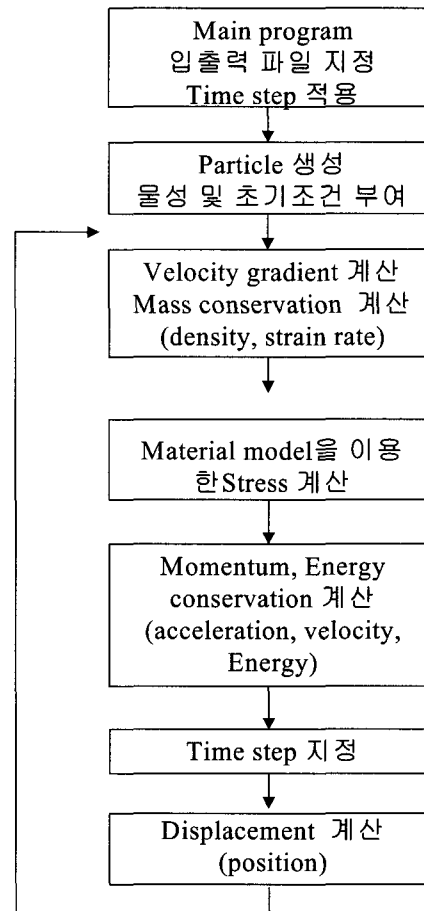 Main program
입출력 파일 지정
Time step 적용
Particle 생성
물성 및 초기조건 부여
Velocity gradient 계산
Mass conservation 계산
(density, strain rate)
Material model을 이용
한Stress 계산
Momentum, Energy
conservation 계산
(acceleration, velocity,
Energy)
Time step 지정
Displacement 계산
(position)